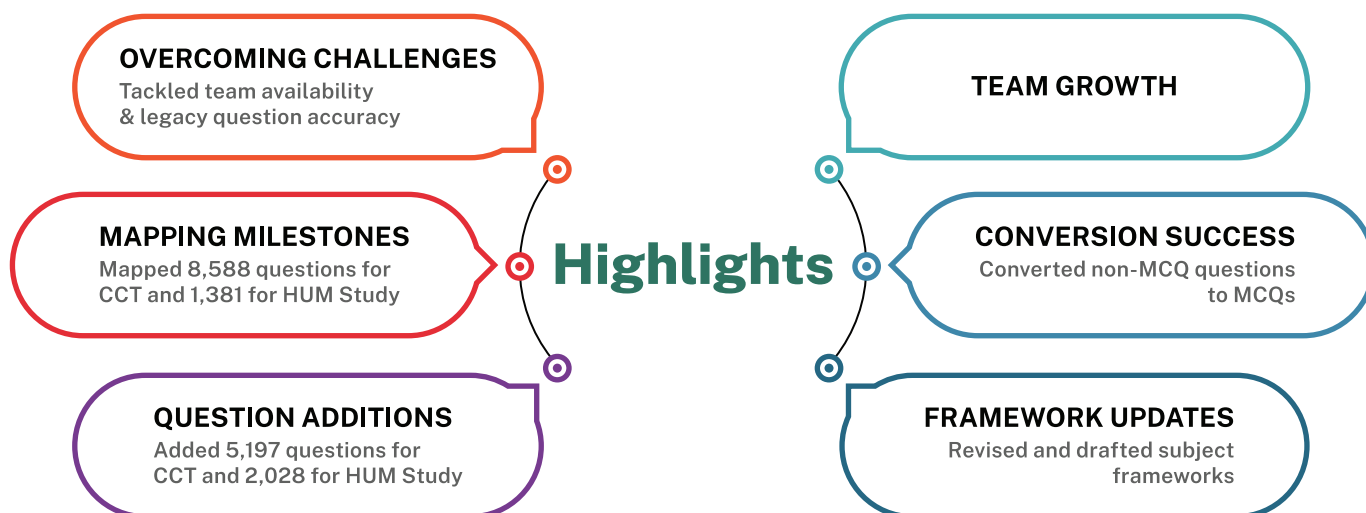 OVERCOMING CHALLENGES
Tackled team availability
& legacy question accuracy
MAPPING MILESTONES
Mapped 8,588 questions for
CCT and 1,381 for HUM Study
QUESTION ADDITIONS
Added 5,197 questions for
CCT and 2,028 for HUM Study
Highlights
TEAM GROWTH
CONVERSION SUCCESS
Converted non-MCQ questions
to MCQs
FRAMEWORK UPDATES
Revised and drafted subject
frameworks